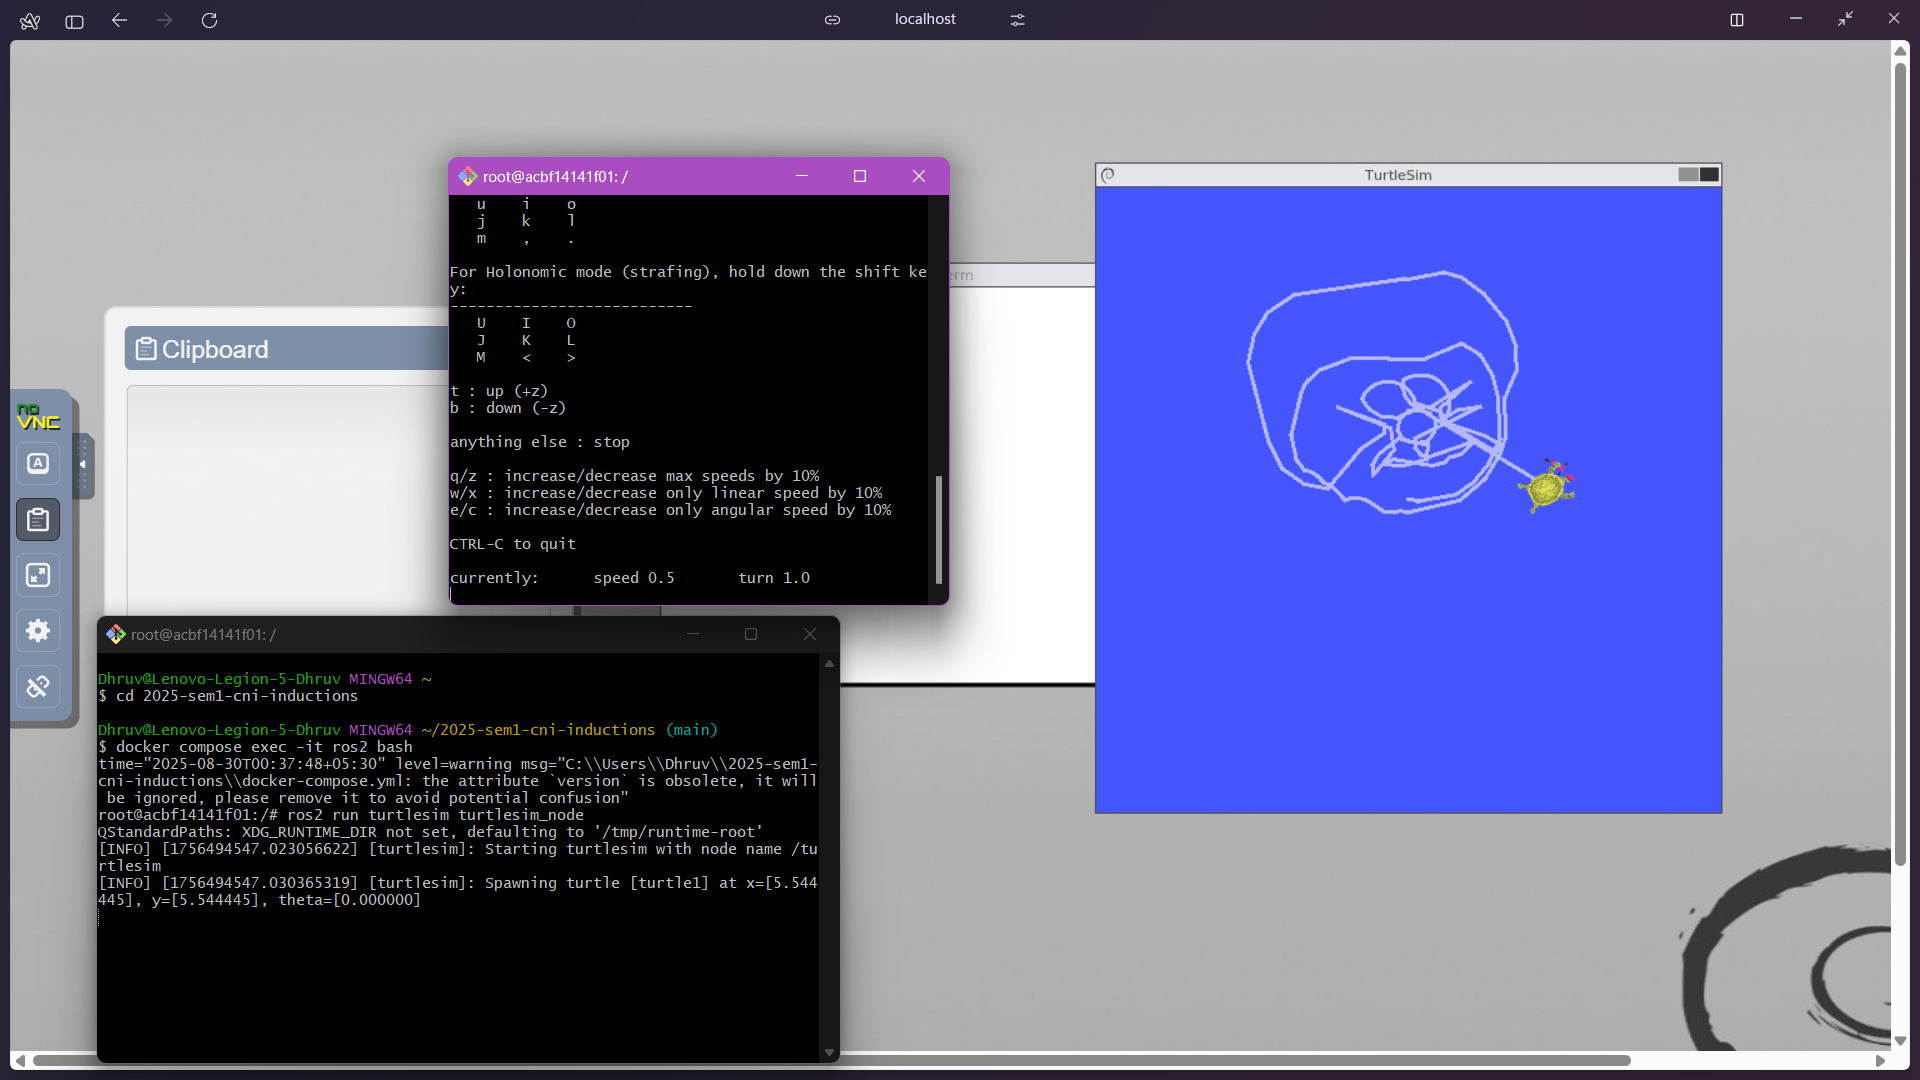 localhost
root@acbf14141f01: /
u i o
j k l
m , .
For Holonomic mode (strafing), hold down the shift ke
y:
---------------------------
U I O
J K L
M < >
t : up (+z)
b : down (-z)
anything else : stop
q/z : increase/decrease max speeds by 10%
w/x : increase/decrease only linear speed by 10%
e/c : increase/decrease only angular speed by 10%
CTRL-C to quit
currently: speed 0.5 turn 1.0
TurtleSim
erm
Clipboard
no
VNC
A
root@acbf14141f01: /
Dhruv@Lenovo-Legion-5-Dhruv MINGW64 ~
$ cd 2025-sem1-cni-inductions
Dhruv@Lenovo-Legion-5-Dhruv MINGW64 ~/2025-sem1-cni-inductions (main)
$ docker compose exec -it ros2 bash
time="2025-08-30T00:37:48+05:30" level=warning msg="C:\\Users\\Dhruv\\2025-sem1-
cni-inductions\\docker-compose.yml: the attribute `version` is obsolete, it will
be ignored, please remove it to avoid potential confusion"
root@acbf14141f01:/# ros2 run turtlesim turtlesim_node
QStandardPaths: XDG_RUNTIME_DIR not set, defaulting to '/tmp/runtime-root'
[INFO] [1756494547.023056622] [turtlesim]: Starting turtlesim with node name /tu
rtlesim
[INFO] [1756494547.030365319] [turtlesim]: Spawning turtle [turtle1] at x=[5.544
445], y=[5.544445], theta=[0.000000]